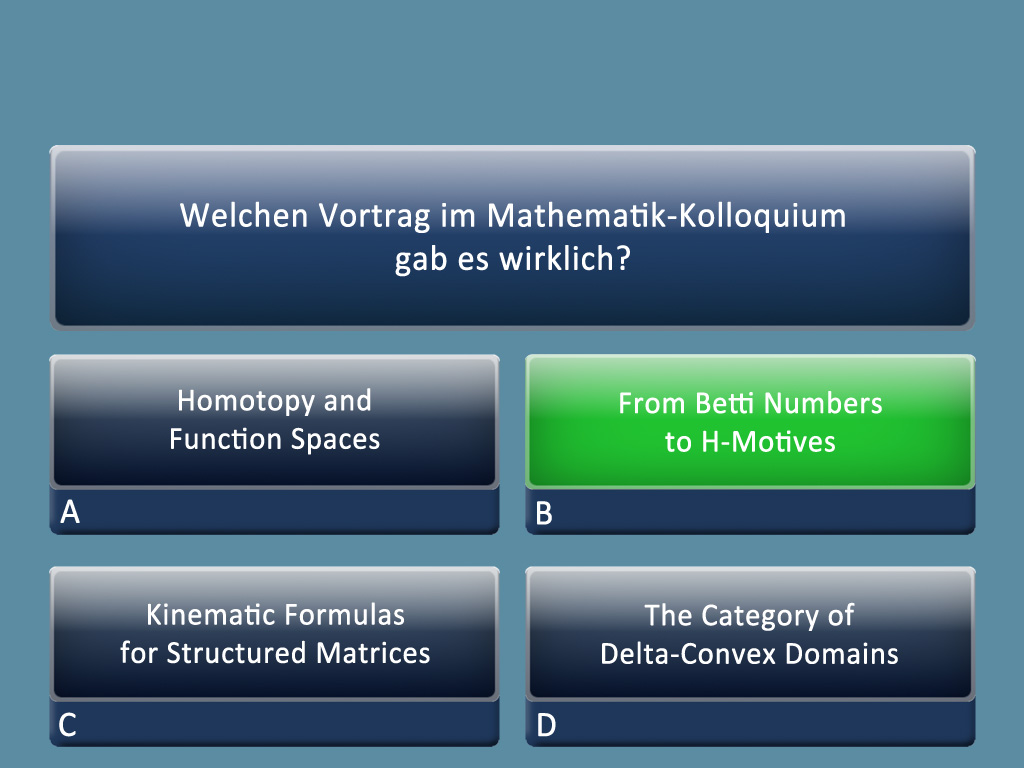 Welchen Vortrag im Mathematik-Kolloquium
gab es wirklich?
Homotopy and
Function Spaces
A
From Betti Numbers
to H-Motives
B
Kinematic Formulas
for Structured Matrices
C
The Category of
Delta-Convex Domains
D